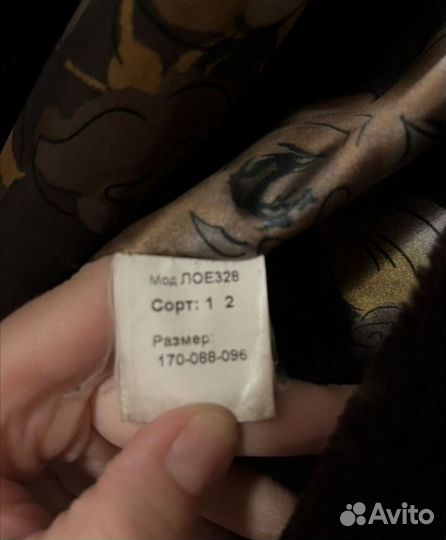 Мод ЛОЕ328
Сорт: 1 2
Размер:
170-088-096
Avito